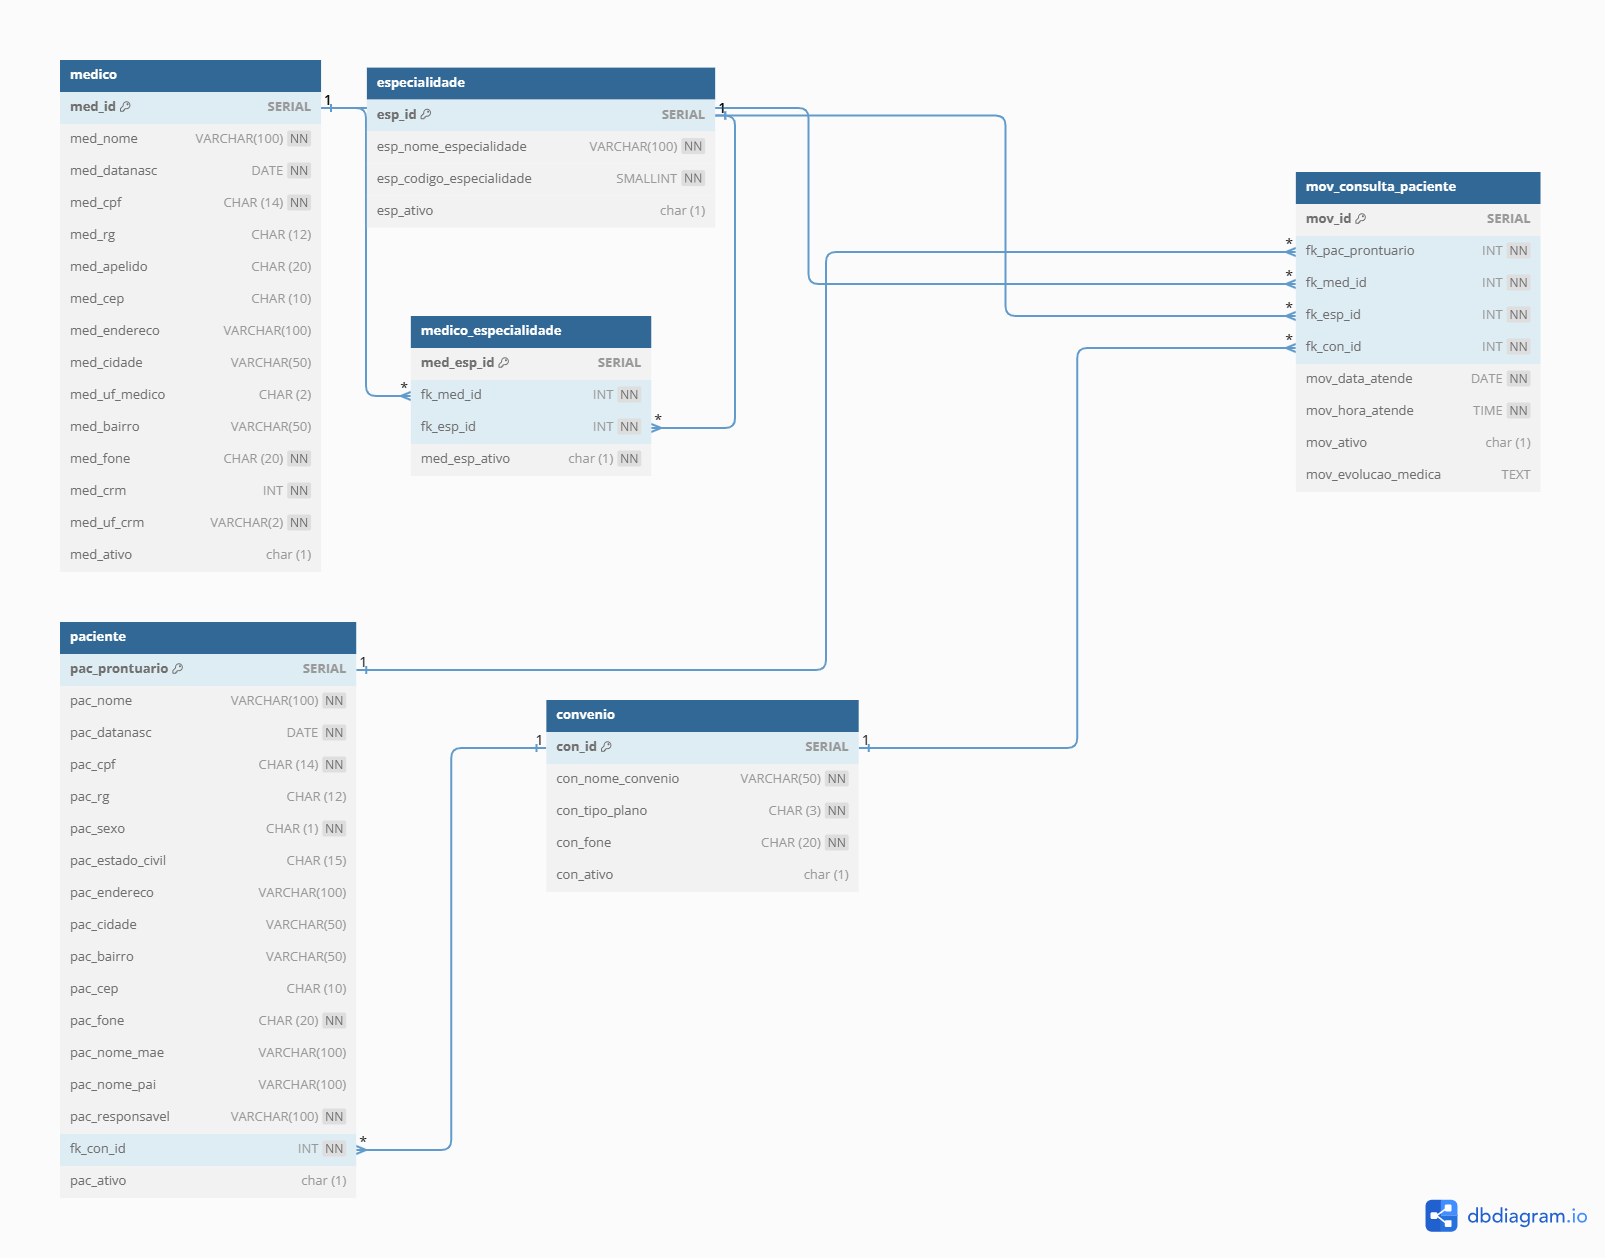 medico
med_id SERIAL
med_nome VARCHAR(100) NN
med_datanasc DATE NN
med_cpf CHAR (14) NN
med_rg CHAR (12)
med_apelido CHAR (20)
med_cep CHAR (10)
med_endereco VARCHAR(100)
med_cidade VARCHAR(50)
med_uf_medico CHAR (2)
med_bairro VARCHAR(50)
med_fone CHAR (20) NN
med_crm INT NN
med_uf_crm VARCHAR(2) NN
med_ativo char (1)
1
especialidade
esp_id SERIAL
esp_nome_especialidade VARCHAR(100) NN
esp_codigo_especialidade SMALLINT NN
esp_ativo char (1)
1
medico_especialidade
med_esp_id SERIAL
* fk_med_id INT NN
fk_esp_id INT NN *
med_esp_ativo char (1) NN
mov_consulta_paciente
mov_id SERIAL
* fk_pac_prontuario INT NN
* fk_med_id INT NN
* fk_esp_id INT NN
* fk_con_id INT NN
mov_data_atende DATE NN
mov_hora_atende TIME NN
mov_ativo char (1)
mov_evolucao_medica TEXT
paciente
pac_prontuario SERIAL 1
pac_nome VARCHAR(100) NN
pac_datanasc DATE NN
pac_cpf CHAR (14) NN
pac_rg CHAR (12)
pac_sexo CHAR (1) NN
pac_estado_civil CHAR (15)
pac_endereco VARCHAR(100)
pac_cidade VARCHAR(50)
pac_bairro VARCHAR(50)
pac_cep CHAR (10)
pac_fone CHAR (20) NN
pac_nome_mae VARCHAR(100)
pac_nome_pai VARCHAR(100)
pac_responsavel VARCHAR(100) NN
fk_con_id INT NN *
pac_ativo char (1)
convenio
1 con_id SERIAL 1
con_nome_convenio VARCHAR(50) NN
con_tipo_plano CHAR (3) NN
con_fone CHAR (20) NN
con_ativo char (1)
dbdiagram.io